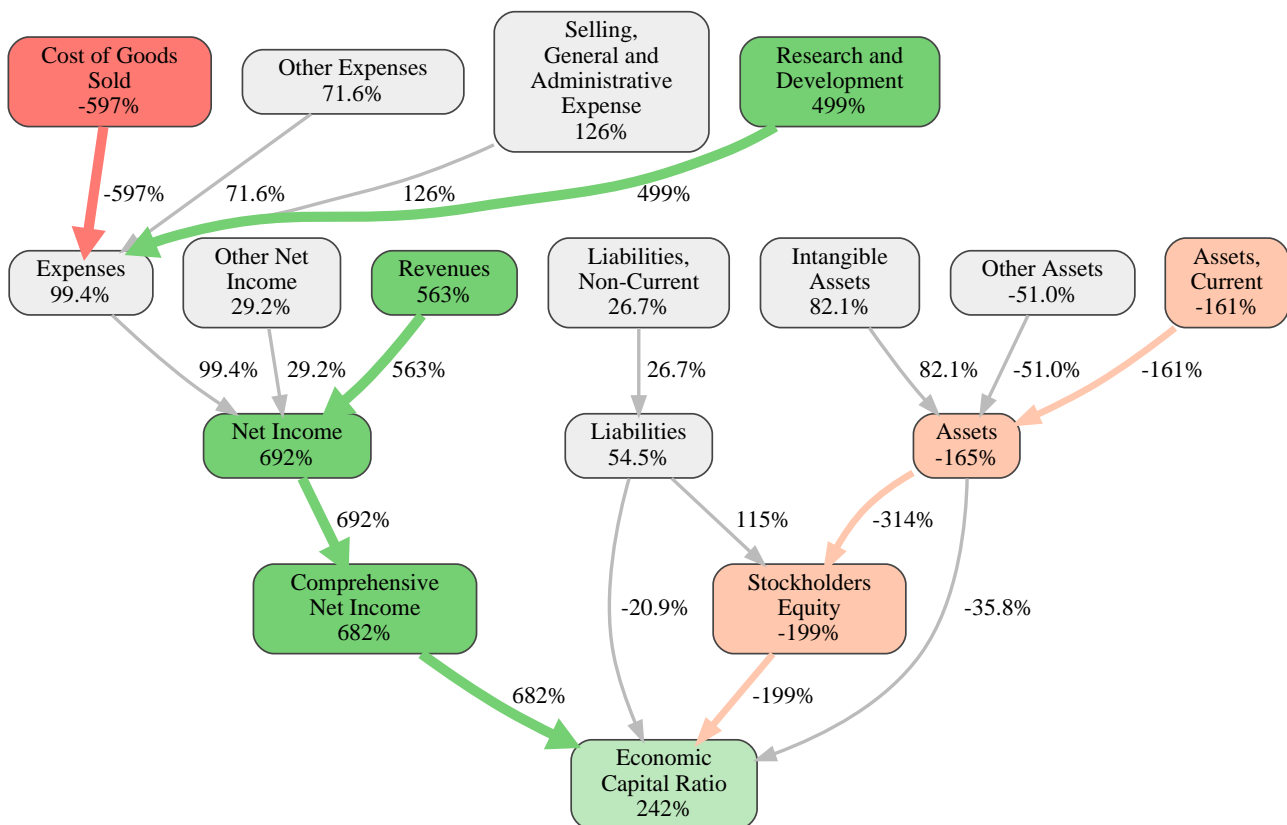 Cost of Goods
Sold
-597%
Other Expenses
71.6%
Selling,
General and
Administrative
Expense
126%
Research and
Development
499%
-597%
71.6%
126%
499%
Expenses
99.4%
Other Net
Income
29.2%
Revenues
563%
Liabilities,
Non-Current
26.7%
Intangible
Assets
82.1%
Other Assets
-51.0%
Assets,
Current
-161%
99.4%
29.2%
563%
26.7%
82.1%
-51.0%
-161%
Net Income
692%
Liabilities
54.5%
Assets
-165%
692%
115%
-314%
Comprehensive
Net Income
682%
-20.9%
Stockholders
Equity
-199%
-35.8%
682%
-199%
Economic
Capital Ratio
242%